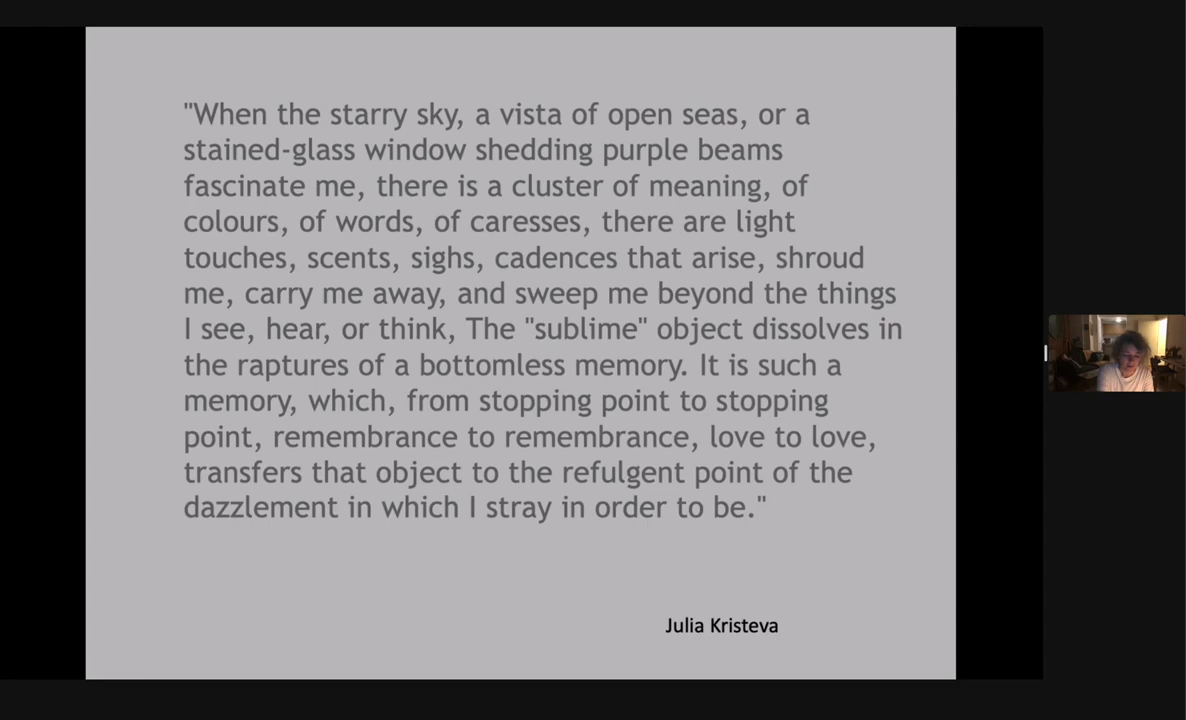 "When the starry sky, a vista of open seas, or a
stained-glass window shedding purple beams
fascinate me, there is a cluster of meaning, of
colours, of words, of caresses, there are light
touches, scents, sighs, cadences that arise, shroud
me, carry me away, and sweep me beyond the things
I see, hear, or think, The "sublime" object dissolves in
the raptures of a bottomless memory. It is such a
memory, which, from stopping point to stopping
point, remembrance to remembrance, love to love,
transfers that object to the refulgent point of the
dazzlement in which I stray in order to be."
Julia Kristeva